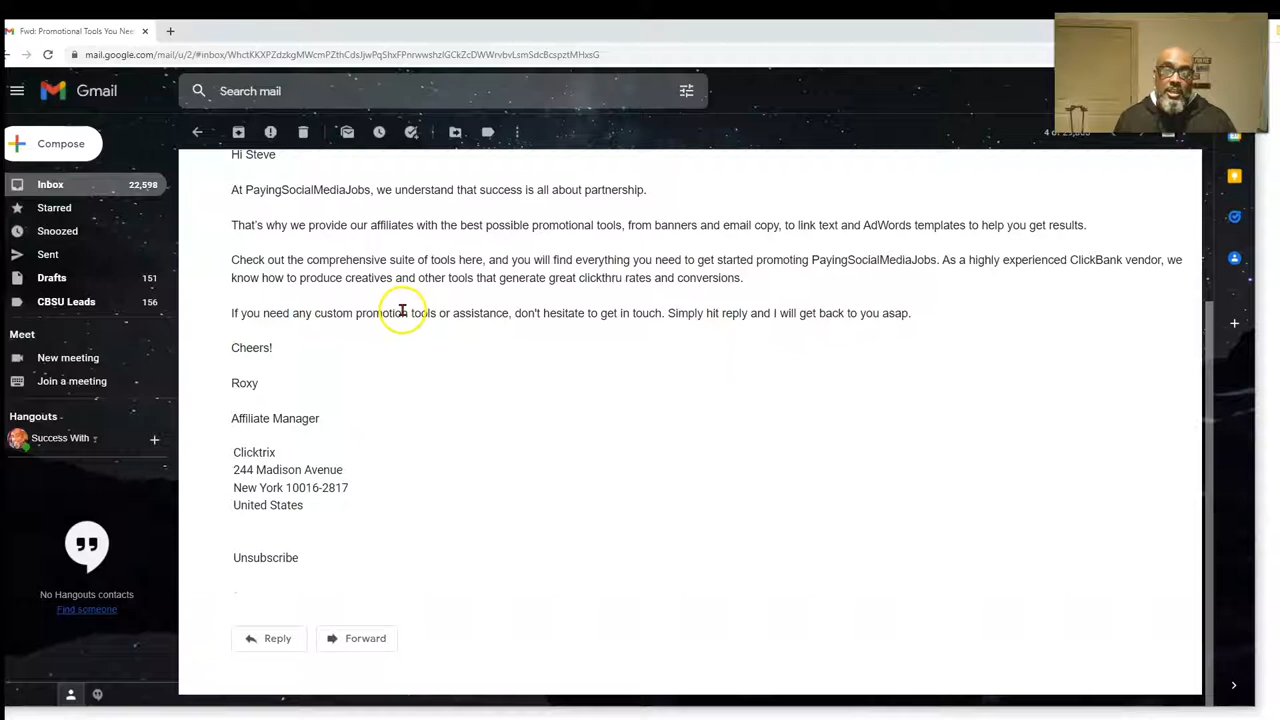 Fwd: Promotional Tools You Nee
mail.google.com/mail/u/2/#inbox/WhctKKXPZdzkgMWcmPZthCdsJjwPqShxFPnrwwshzlGCkZcDWWrvbvLsmSdcBcspztMHxsG
Gmail
Search mail
Compose
Inbox 22,598
Starred
Snoozed
Sent
Drafts 151
CBSU Leads 156
Meet
New meeting
Join a meeting
Hangouts
Success With
No Hangouts contacts
Find someone
Hi Steve
At PayingSocialMediaJobs, we understand that success is all about partnership.
That's why we provide our affiliates with the best possible promotional tools, from banners and email copy, to link text and AdWords templates to help you get results.
Check out the comprehensive suite of tools here, and you will find everything you need to get started promoting PayingSocialMediaJobs. As a highly experienced ClickBank vendor, we
know how to produce creatives and other tools that generate great clickthru rates and conversions.
If you need any custom promotion tools or assistance, don't hesitate to get in touch. Simply hit reply and I will get back to you asap.
Cheers!
Roxy
Affiliate Manager
Clicktrix
244 Madison Avenue
New York 10016-2817
United States
Unsubscribe
Reply
Forward